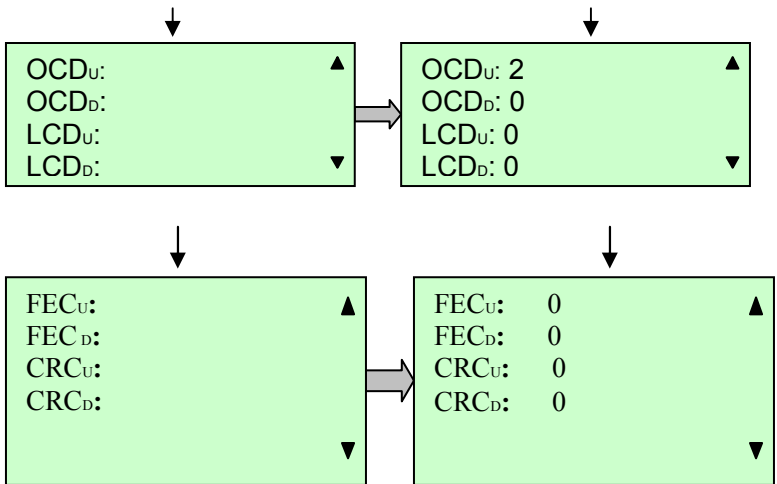 OCDU:
OCDD:
LCDU:
LCDD:
OCDU: 2
OCDD: 0
LCDU: 0
LCDD: 0
FECU:
FEC D:
CRCU:
CRCD:
FECU: 0
FECD: 0
CRCU: 0
CRCD: 0